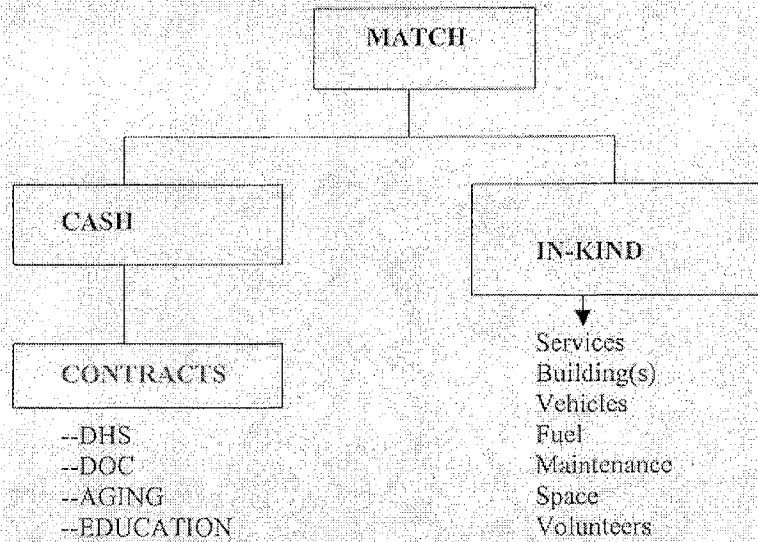 MATCH
CASH
IN-KIND
CONTRACTS
--DHS
--DOC
--AGING
--EDUCATION
Services
Building(s)
Vehicles
Fuel
Maintenance
Space
Volunteers